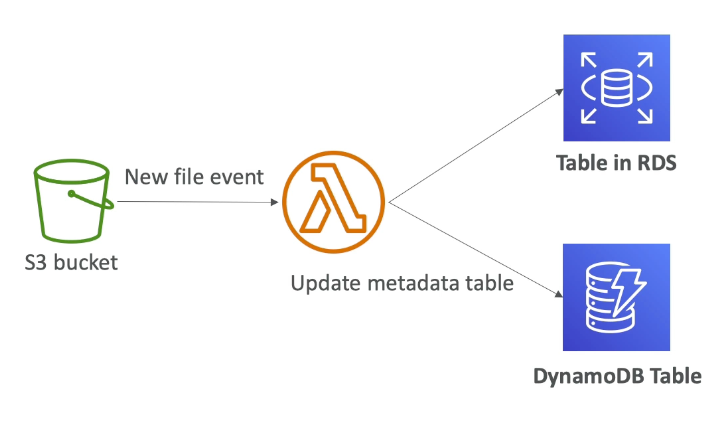 New file event
S3 bucket
Update metadata table
Table in RDS
DynamoDB Table